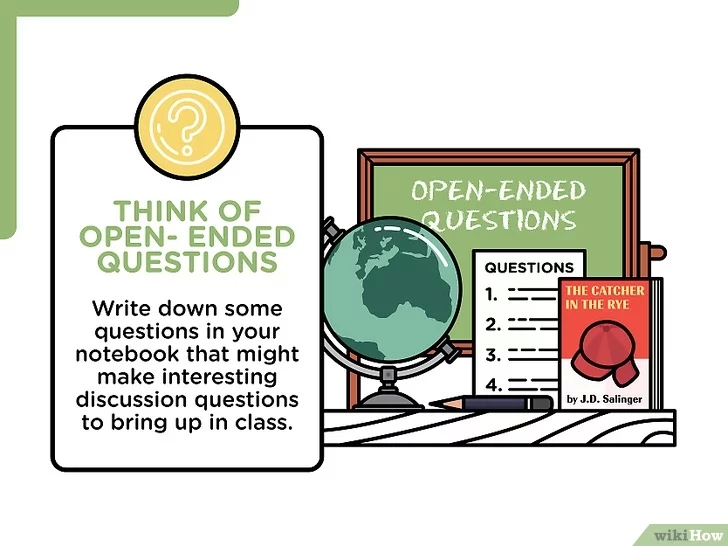 THINK OF
OPEN- ENDED
QUESTIONS
Write down some
questions in your
notebook that might
make interesting
discussion questions
to bring up in class.
OPEN-ENDED
QUESTIONS
QUESTIONS
1.
2.
3.
4.
THE CATCHER
IN THE RYE
by J.D. Salinger
wikiHow